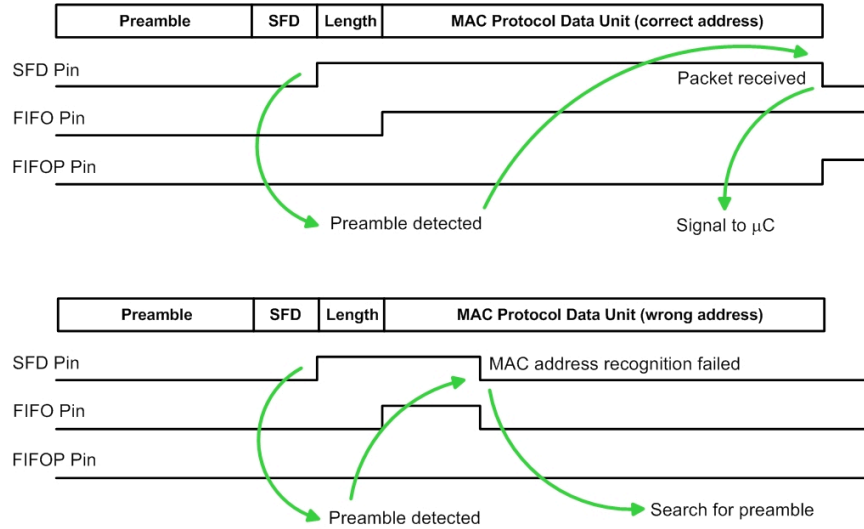 Preamble SFD Length MAC Protocol Data Unit (correct address)
SFD Pin
Packet received
FIFO Pin
FIFOP Pin
Preamble detected
Signal to μC
Preamble SFD Length MAC Protocol Data Unit (wrong address)
SFD Pin
MAC address recognition failed
FIFO Pin
FIFOP Pin
Preamble detected
Search for preamble